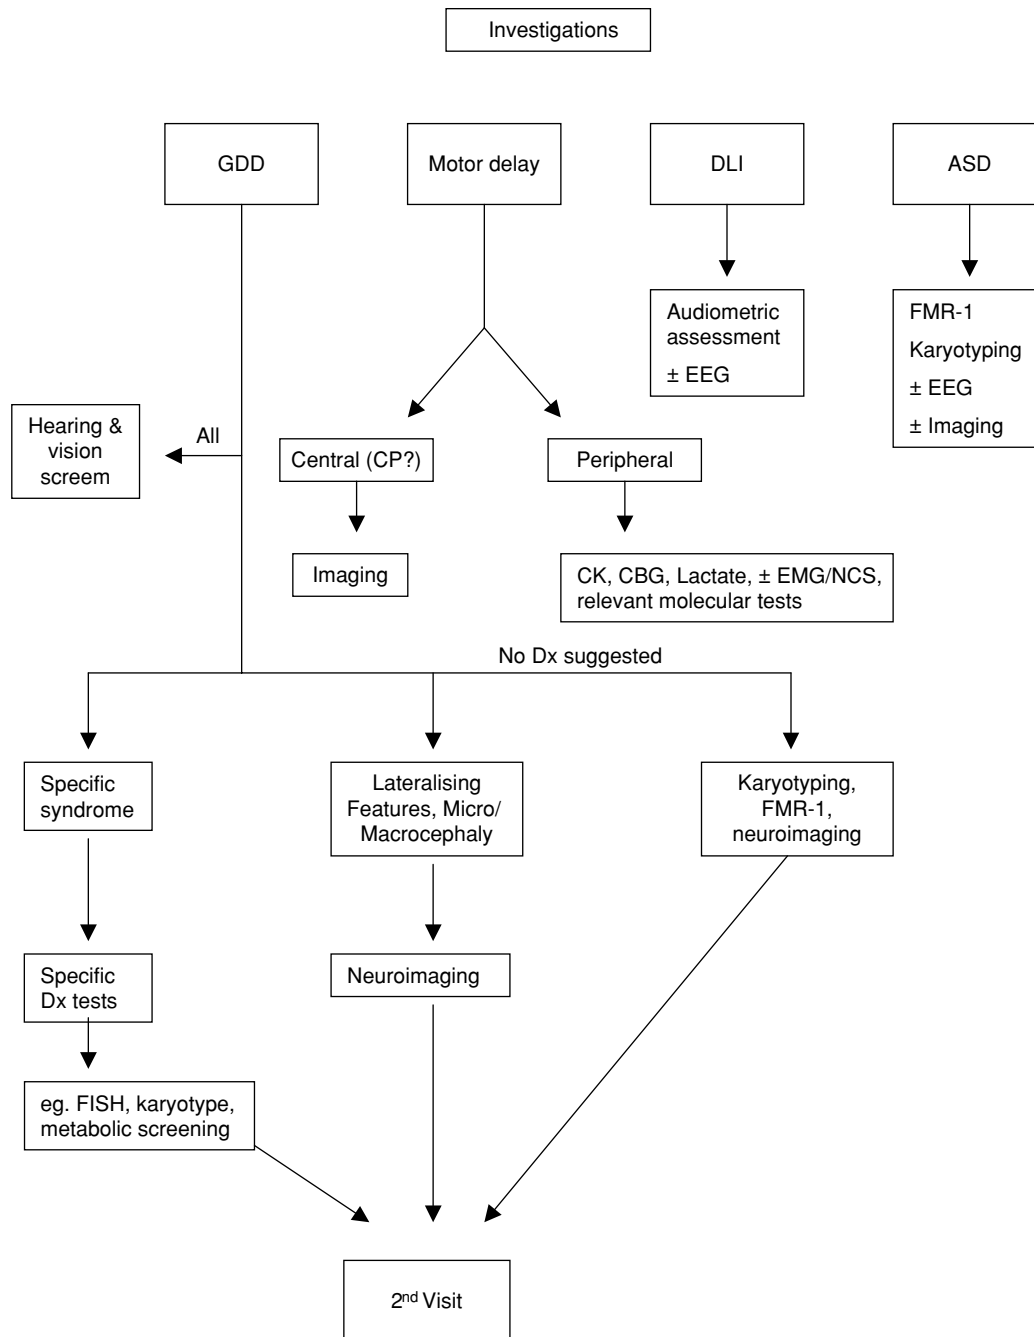 Investigations
GDD
Motor delay
DLI
ASD
Audiometric
assessment
± EEG
FMR-1
Karyotyping
± EEG
± Imaging
Hearing &
vision
screem
All
Central (CP?)
Peripheral
Imaging
CK, CBG, Lactate, ± EMG/NCS,
relevant molecular tests
No Dx suggested
Specific
syndrome
Lateralising
Features, Micro/
Macrocephaly
Karyotyping,
FMR-1,
neuroimaging
Specific
Dx tests
Neuroimaging
eg. FISH, karyotype,
metabolic screening
2nd Visit